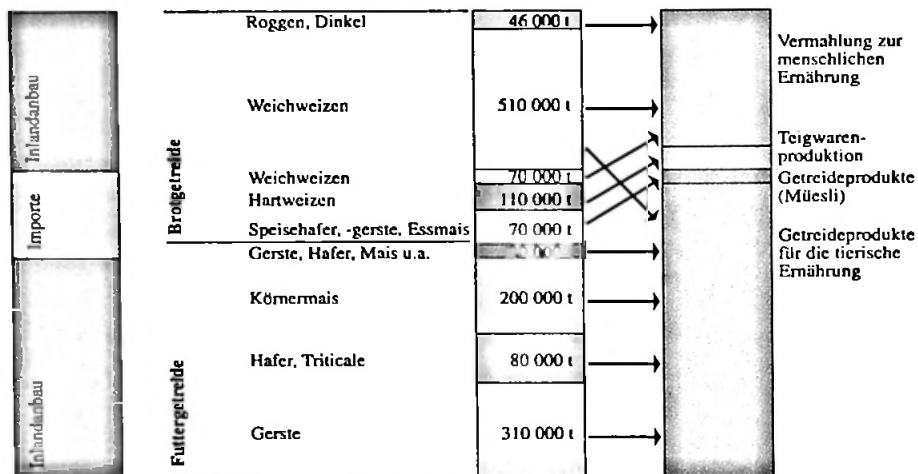 Inlandanbau
Importe
Inlandanbau
Brotgetreide
Futtergetreide
Roggen, Dinkel 46 000 t
Weichweizen 510 000 t
Weichweizen 70 000 t
Hartweizen 110 000 t
Speisehafer, -gerste, Essmais 70 000 t
Gerste, Hafer, Mais u.a.
Körnermais 200 000 t
Hafer, Triticale 80 000 t
Gerste 310 000 t
Vermahlung zur
menschlichen
Ernährung
Teigwaren-
produktion
Getreideprodukte
(Müesli)
Getreideprodukte
für die tierische
Ernährung